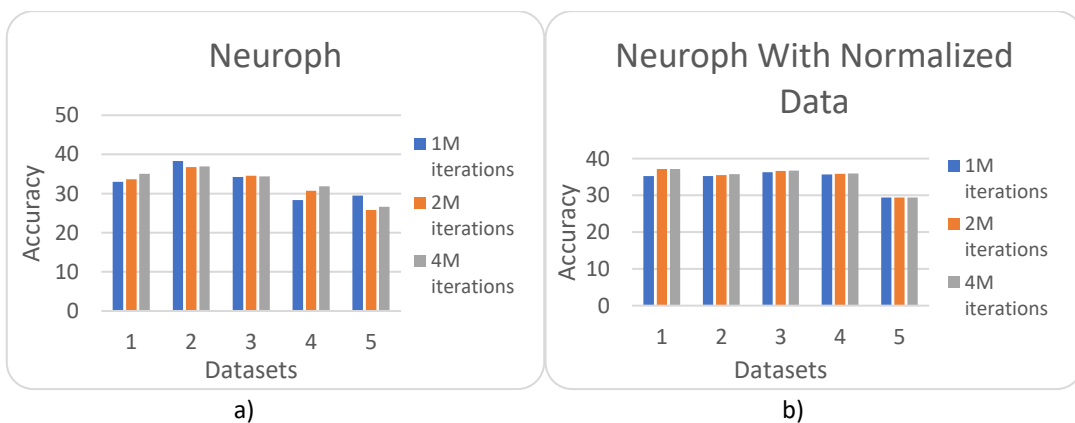 Neuroph
50
40
30
20
10
0
Accuracy
1 2 3 4 5
Datasets
1M
iterations
2M
iterations
4M
iterations
a)
Neuroph With Normalized
Data
40
30
20
10
0
Accuracy
1 2 3 4 5
Datasets
1M
iterations
2M
iterations
4M
iterations
b)